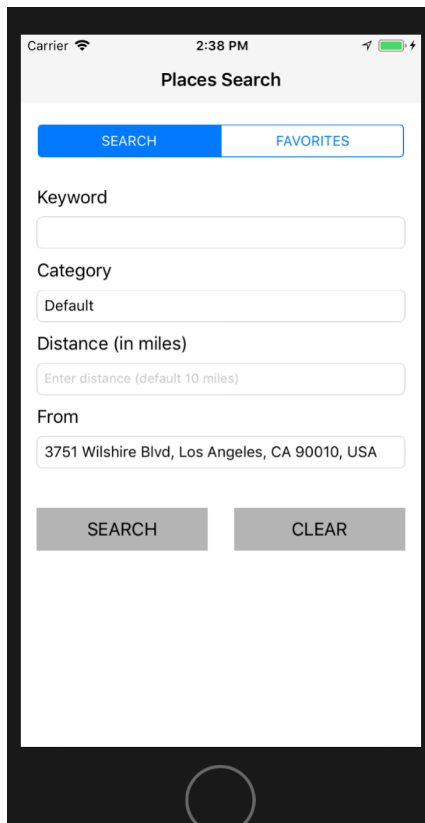 Carrier 2:38 PM
Places Search
SEARCH FAVORITES
Keyword
Category
Default
Distance (in miles)
Enter distance (default 10 miles)
From
3751 Wilshire Blvd, Los Angeles, CA 90010, USA
SEARCH CLEAR